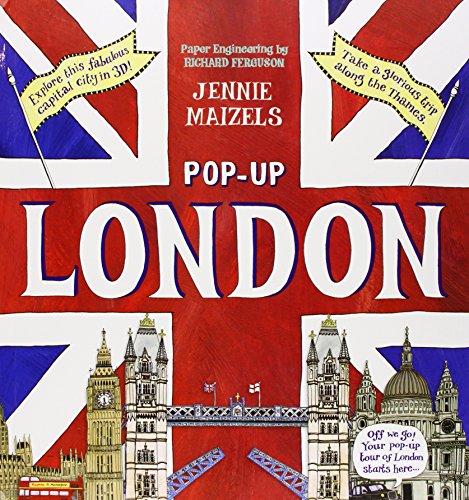 Explore this fabulous
capital city in 3D!
Paper Engineering by
RICHARD FERGUSON
JENNIE
MAIZELS
Take a glorious trip
along the Thames.
POP-UP
LONDON
Off we go!
Your pop-up
tour of London
starts here...